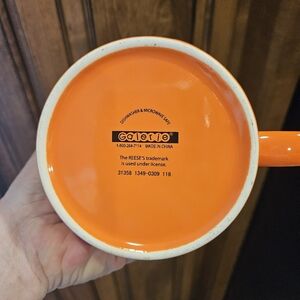 DISHWASHER & MICROWAVE SAFE
Galerie®
1-800-264-7114 MADE IN CHINA
The REESE'S trademark
is used under license.
31358 1349-0309 118